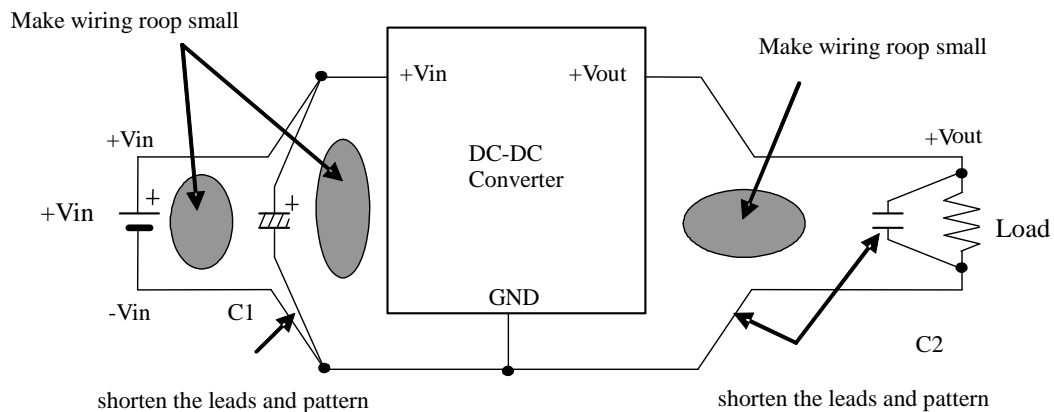 Make wiring roop small
Make wiring roop small
+Vin
+Vout
+Vin
+Vout
DC-DC
Converter
+
+
+Vin
Load
GND
-Vin
C1
C2
shorten the leads and pattern
shorten the leads and pattern